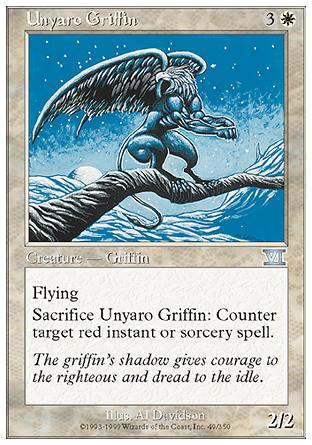 Unyaro Griffin 3
Creature — Griffin VI
Flying
Sacrifice Unyaro Griffin: Counter
target red instant or sorcery spell.
The griffin's shadow gives courage to
the righteous and dread to the idle.
Illus. Al Davidson
©1993-1999 Wizards of the Coast, Inc. 49/350
2/2